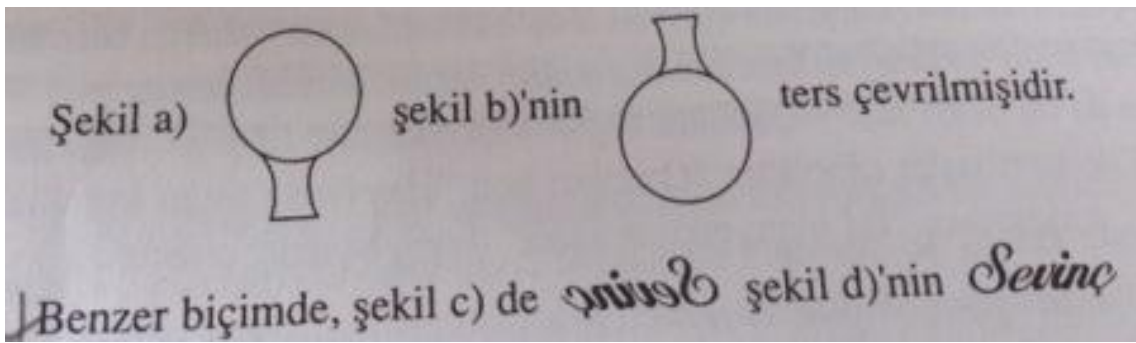 Şekil a) şekil b)'nin ters çevrilmişidir.
Benzer biçimde, şekil c) de Sevinç şekil d)'nin Sevinç